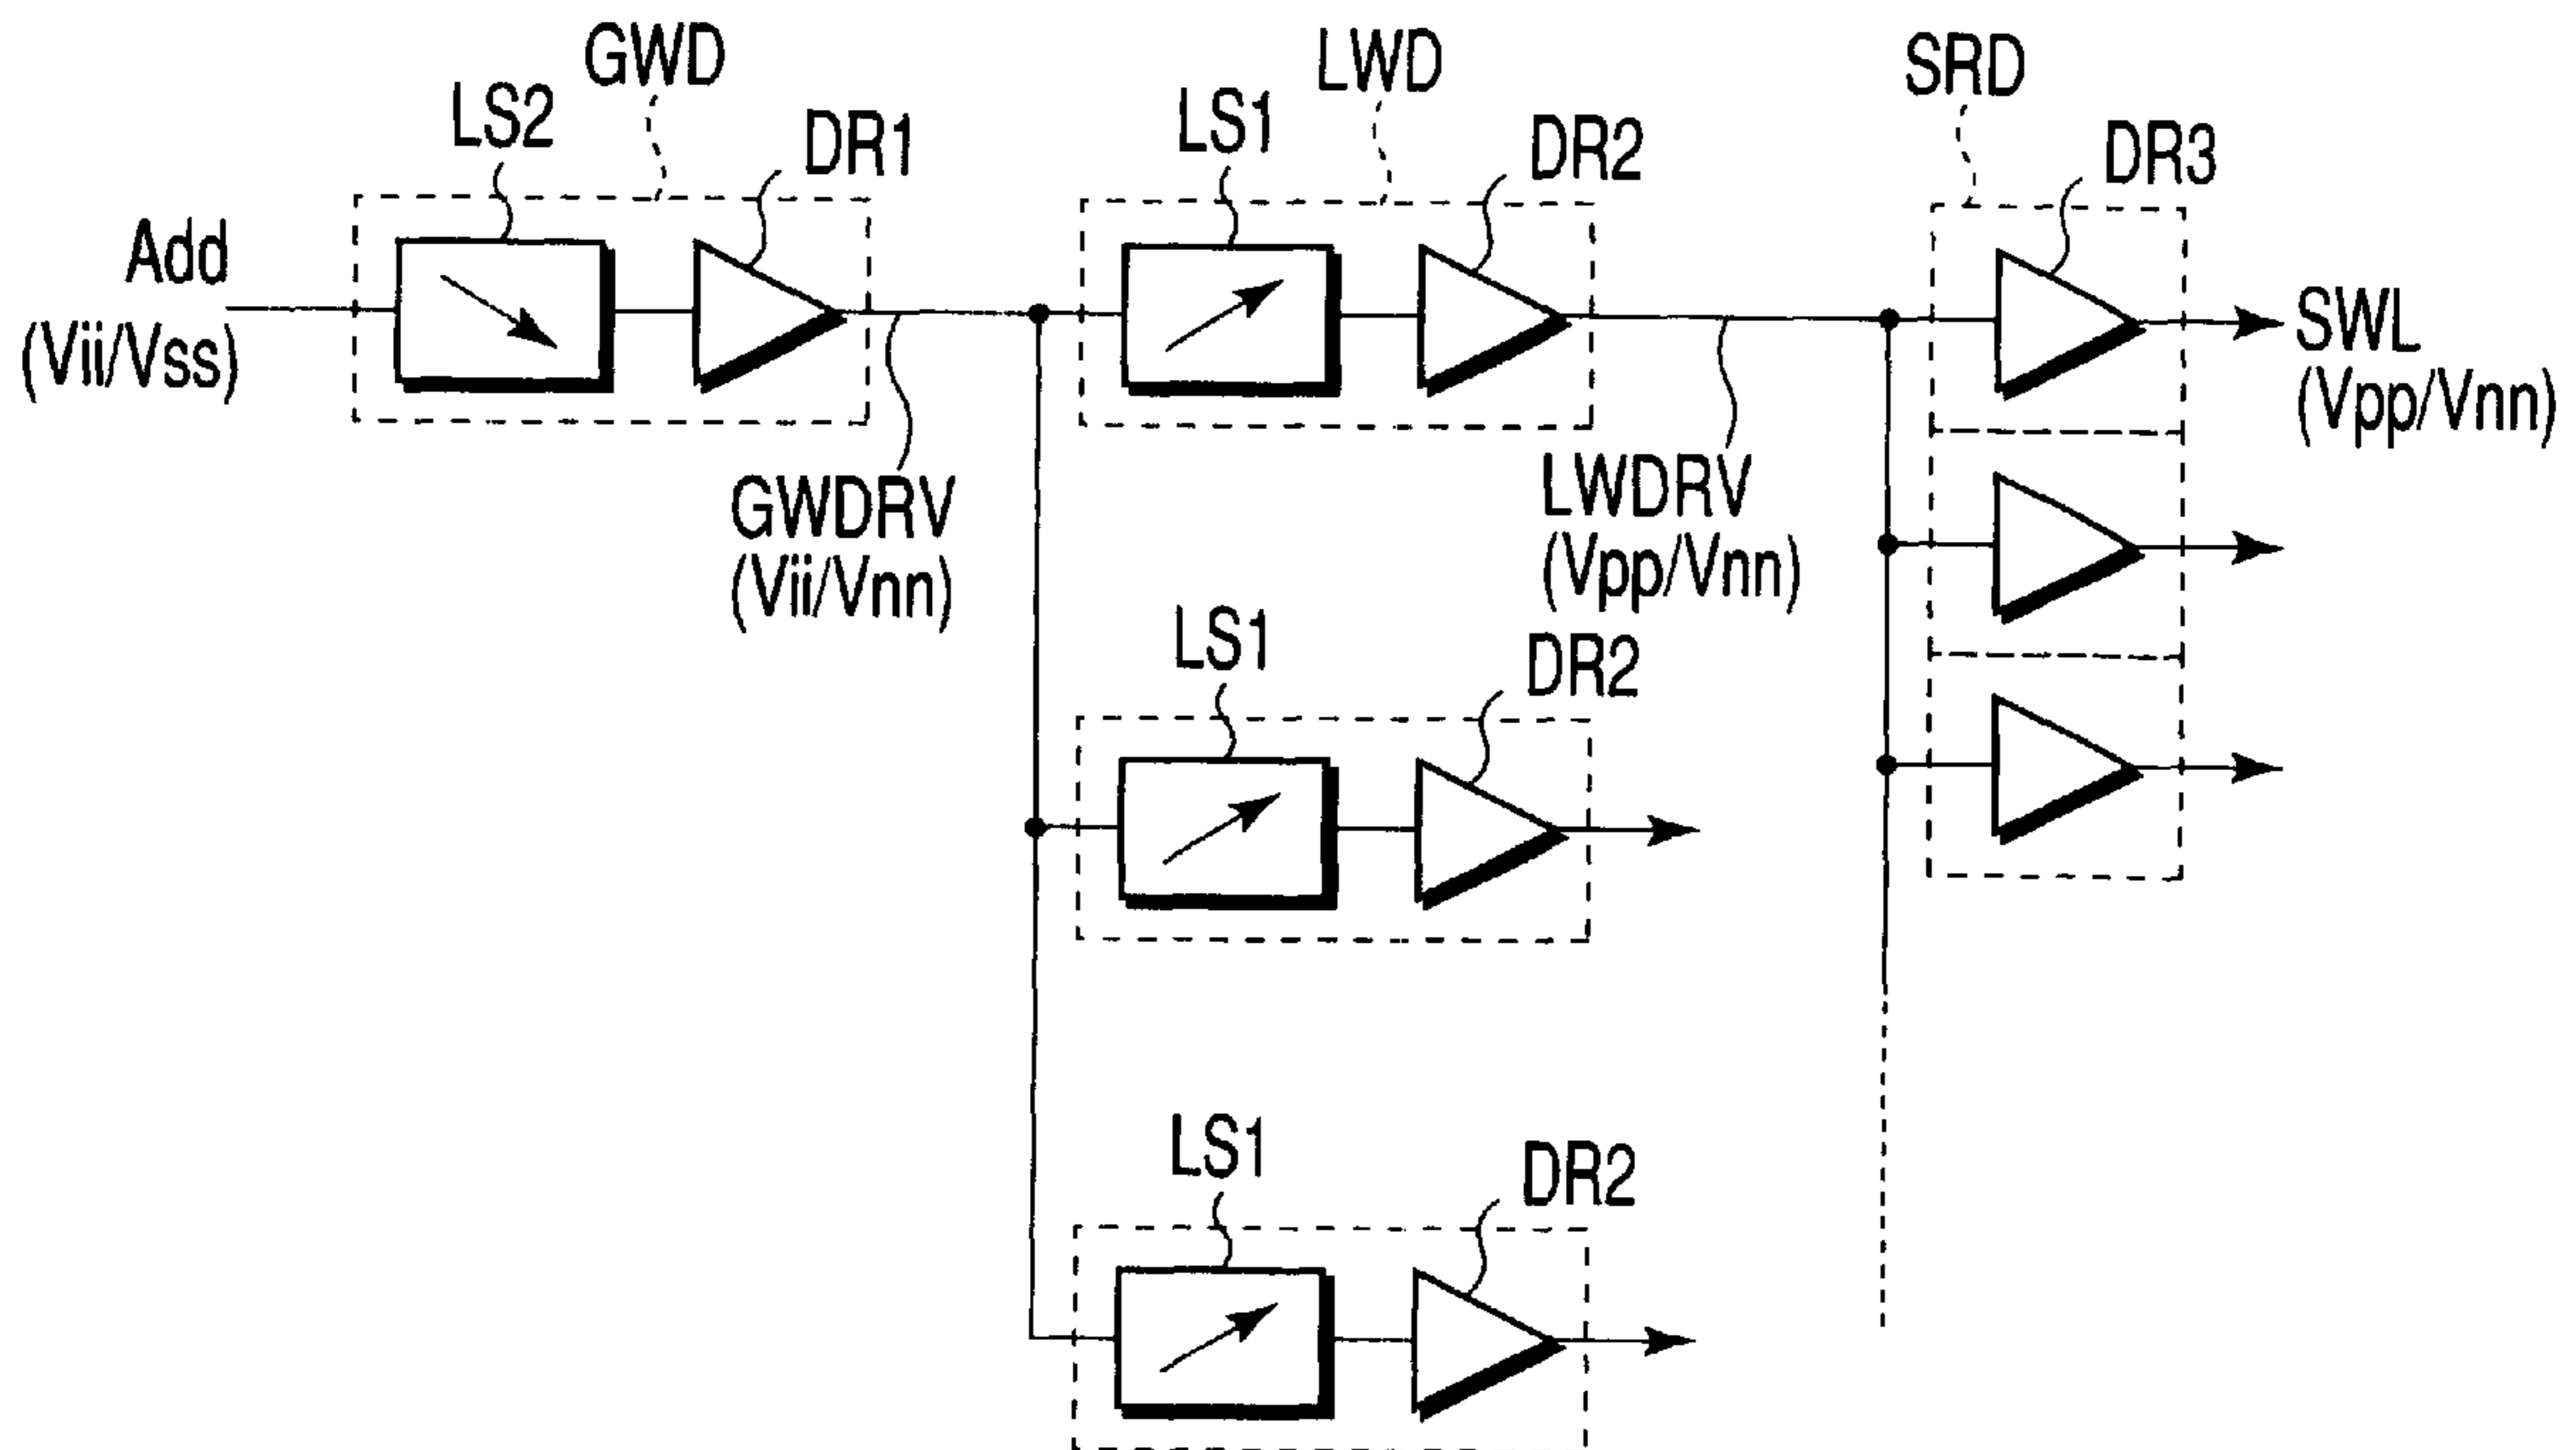 GWD
LWD
SRD
LS2
DR1
LS1
DR2
DR3
Add
(Vii/Vss)
SWL
(Vpp/Vnn)
GWDRV
(Vii/Vnn)
LWDRV
(Vpp/Vnn)
LS1
DR2
LS1
DR2